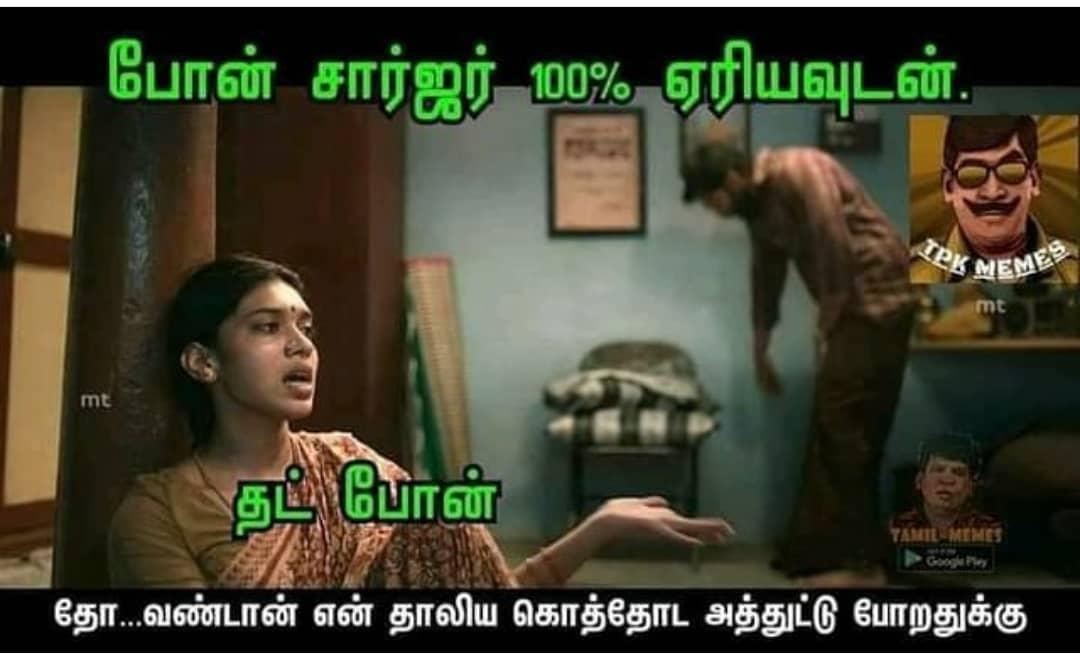 போன் சார்ஜர் 100% ஏரியவுடன்.
TPK MEMES
mt
mt
தட் போன்
TAMIL-MEMES
Google Play
தோ...வண்டான் என் தாலிய கொத்தோட அத்துட்டு போறதுக்கு